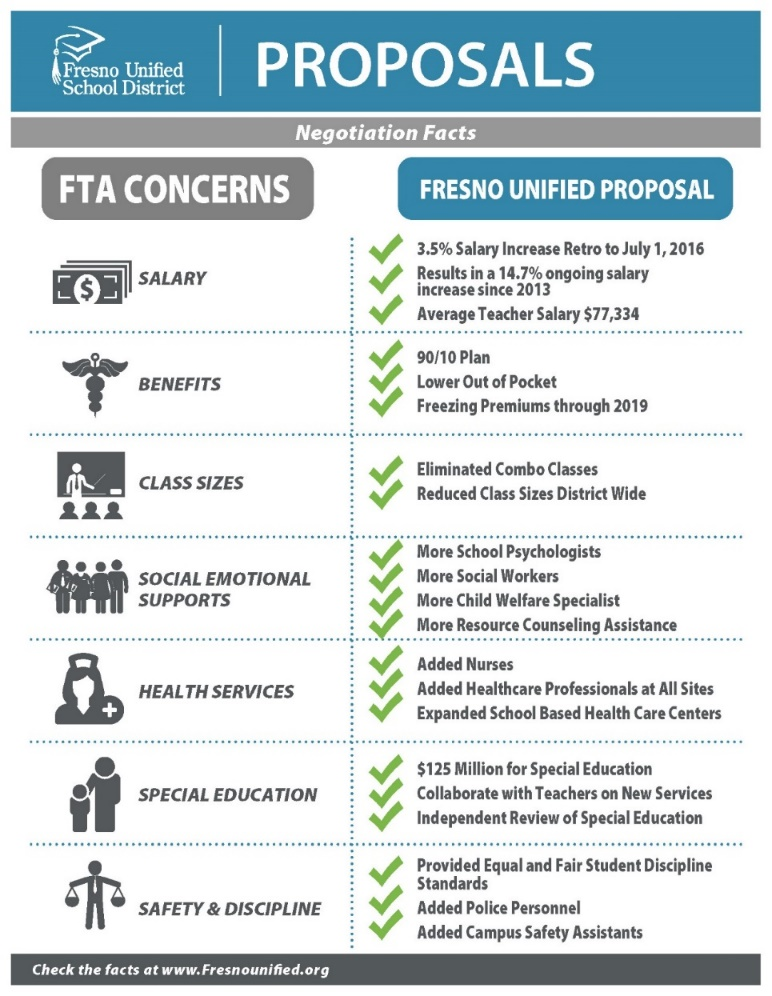 Fresno Unified
School District
PROPOSALS
Negotiation Facts
FTA CONCERNS
FRESNO UNIFIED PROPOSAL
$
SALARY
3.5% Salary Increase Retro to July 1, 2016
Results in a 14.7% ongoing salary
increase since 2013
Average Teacher Salary $77,334
BENEFITS
90/10 Plan
Lower Out of Pocket
Freezing Premiums through 2019
CLASS SIZES
Eliminated Combo Classes
Reduced Class Sizes District Wide
SOCIAL EMOTIONAL
SUPPORTS
More School Psychologists
More Social Workers
More Child Welfare Specialist
More Resource Counseling Assistance
HEALTH SERVICES
Added Nurses
Added Healthcare Professionals at All Sites
Expanded School Based Health Care Centers
SPECIAL EDUCATION
$125 Million for Special Education
Collaborate with Teachers on New Services
Independent Review of Special Education
SAFETY & DISCIPLINE
Provided Equal and Fair Student Discipline
Standards
Added Police Personnel
Added Campus Safety Assistants
Check the facts at www.Fresnounified.org